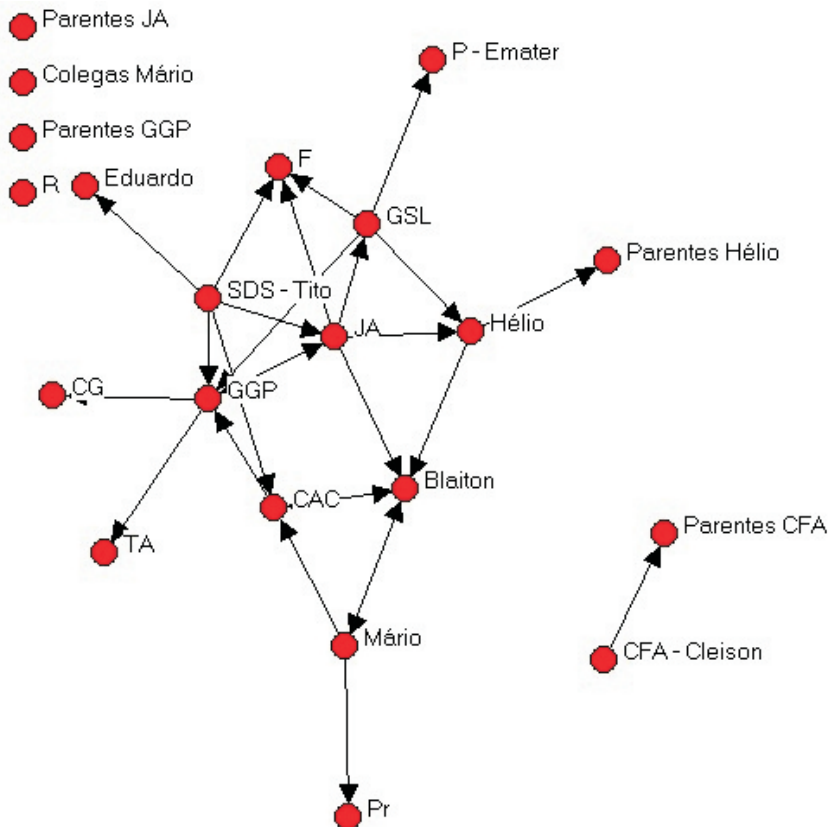 Parentes JA
P - Emater
Colegas Mário
Parentes GGP
F
R
Eduardo
GSL
Parentes Hélio
SDS - Tito
JA
Hélio
CG
GGP
Blaiton
CAC
Parentes CFA
TA
Mário
CFA - Cleison
Pr